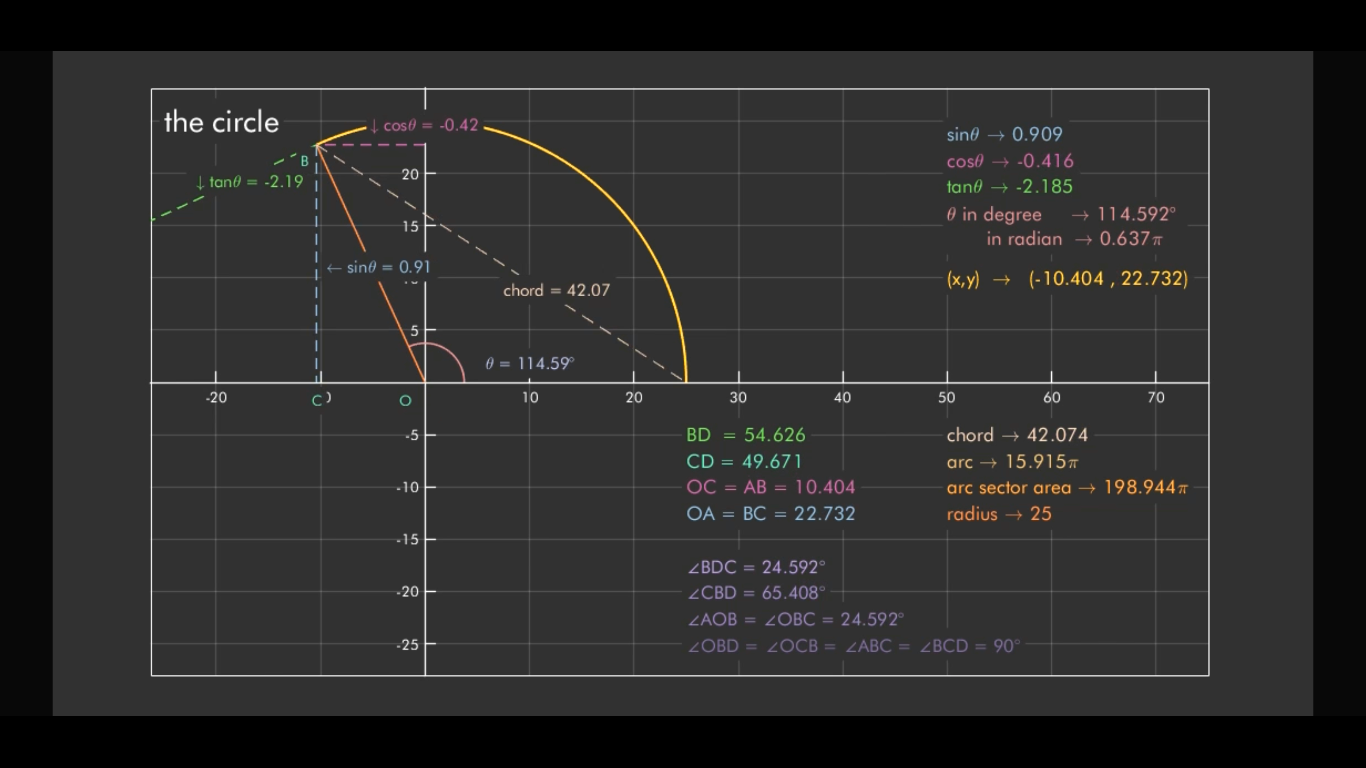 the circle
↓ cosθ = -0.42
B
↓ tanθ = -2.19
← sinθ = 0.91
chord = 42.07
θ = 114.59°
20
15
5
-5
-10
-15
-20
-25
-20
C
O
10
20
30
40
50
60
70
sinθ → 0.909
cosθ → -0.416
tanθ → -2.185
θ in degree → 114.592°
in radian → 0.637π
(x,y) → (-10.404 , 22.732)
BD = 54.626
CD = 49.671
OC = AB = 10.404
OA = BC = 22.732
chord → 42.074
arc → 15.915π
arc sector area → 198.944π
radius → 25
∠BDC = 24.592°
∠CBD = 65.408°
∠AOB = ∠OBC = 24.592°
∠OBD = ∠OCB = ∠ABC = ∠BCD = 90°